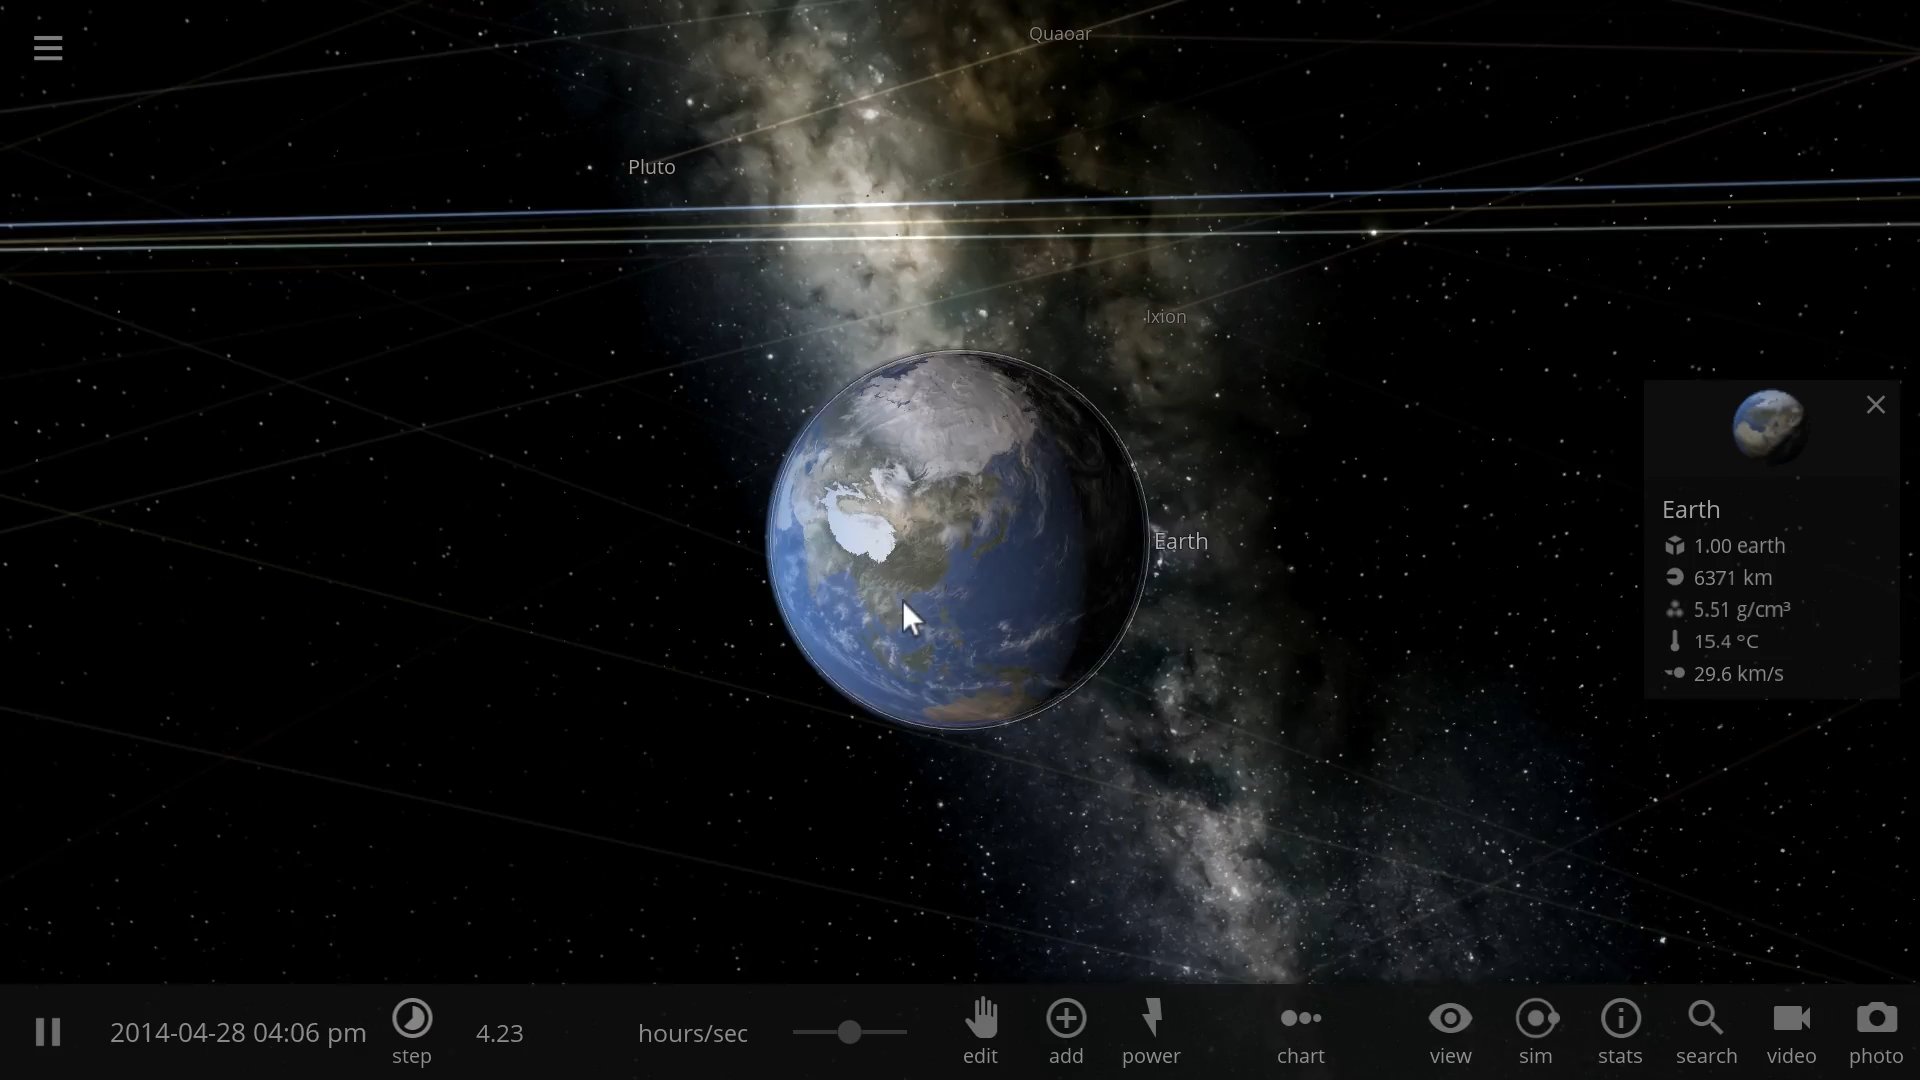 Quaoar
Pluto
Ixion
Earth
Earth
1.00 earth
6371 km
5.51 g/cm³
15.4 °C
29.6 km/s
2014-04-28 04:06 pm
step
4.23
hours/sec
edit
add
power
chart
view
sim
stats
search
video
photo